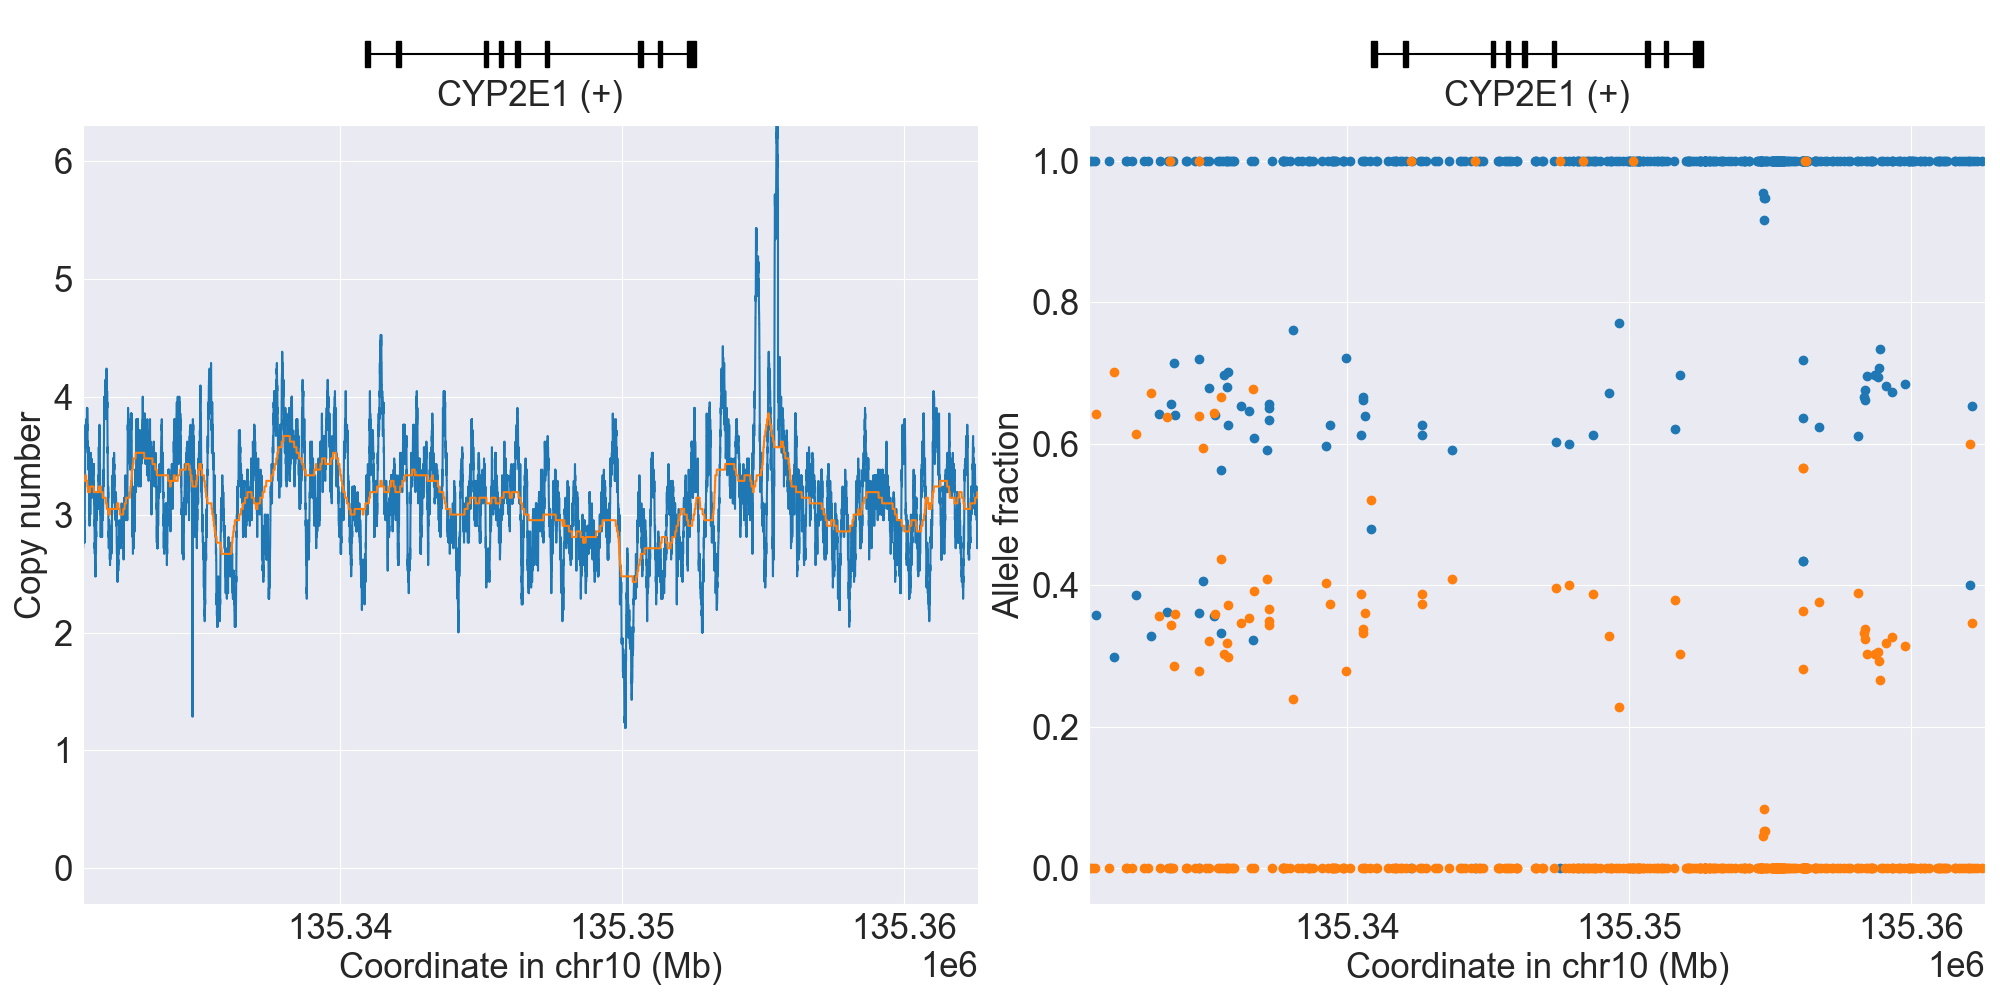 CYP2E1 (+)
Copy number
6
5
4
3
2
1
0
135.34 135.35 135.36
Coordinate in chr10 (Mb)
1e6
CYP2E1 (+)
Allele fraction
1.0
0.8
0.6
0.4
0.2
0.0
135.34 135.35 135.36
Coordinate in chr10 (Mb)
1e6